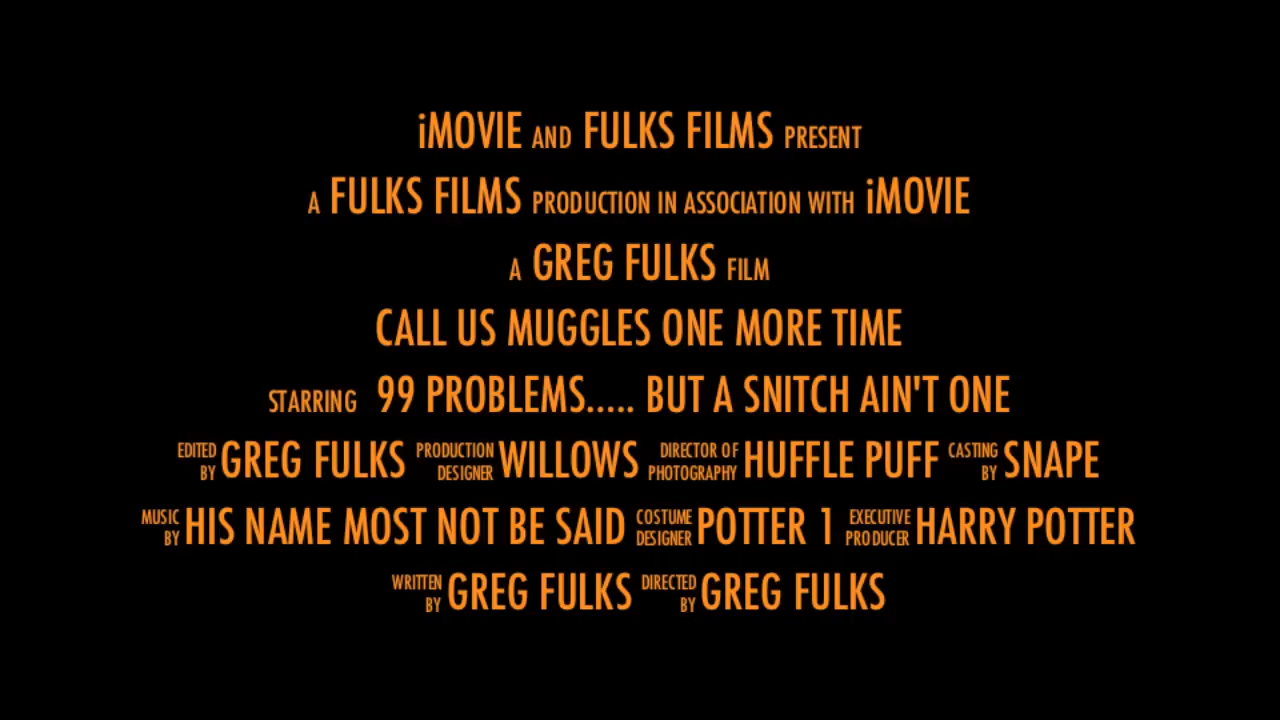 iMOVIE AND FULKS FILMS PRESENT
A FULKS FILMS PRODUCTION IN ASSOCIATION WITH iMOVIE
A GREG FULKS FILM
CALL US MUGGLES ONE MORE TIME
STARRING 99 PROBLEMS..... BUT A SNITCH AIN'T ONE
EDITED BY GREG FULKS PRODUCTION DESIGNER WILLOWS DIRECTOR OF PHOTOGRAPHY HUFFLE PUFF CASTING BY SNAPE
MUSIC BY HIS NAME MOST NOT BE SAID COSTUME DESIGNER POTTER 1 EXECUTIVE PRODUCER HARRY POTTER
WRITTEN BY GREG FULKS DIRECTED BY GREG FULKS